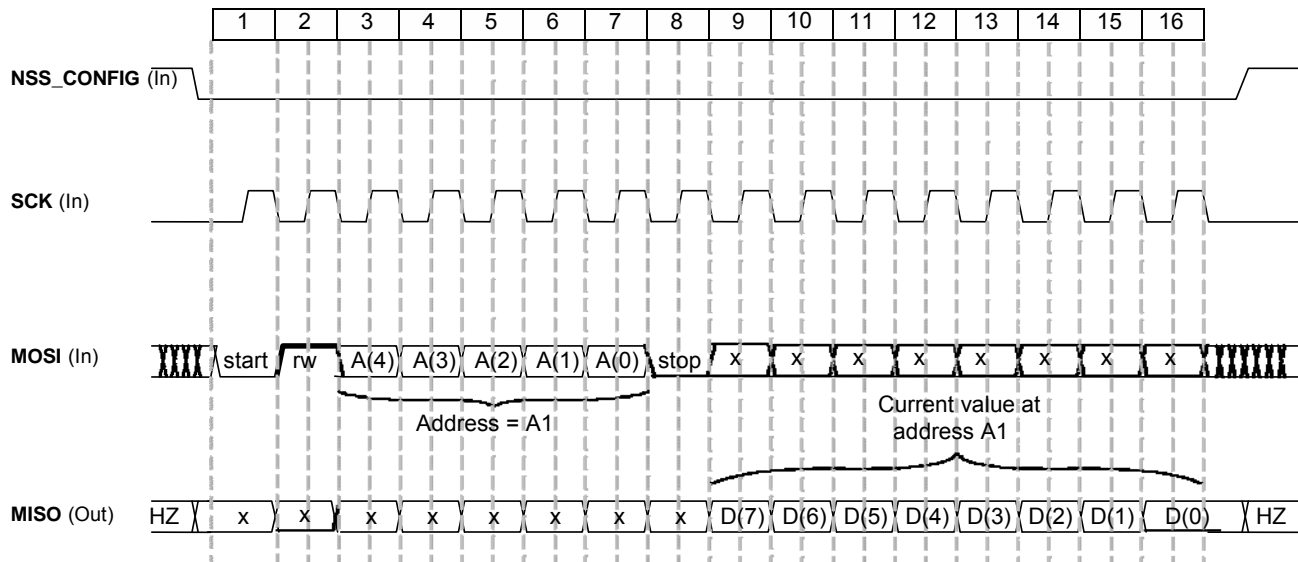 1 2 3 4 5 6 7 8 9 10 11 12 13 14 15 16
NSS_CONFIG (In)
SCK (In)
MOSI (In) start rw A(4) A(3) A(2) A(1) A(0) stop x x x x x x x x
Address = A1
Current value at
address A1
MISO (Out) HZ x x x x x x x x D(7) D(6) D(5) D(4) D(3) D(2) D(1) D(0) HZ